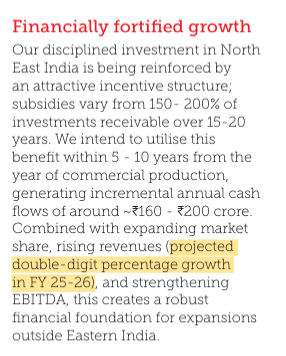 Financially fortified growth
Our disciplined investment in North
East India is being reinforced by
an attractive incentive structure;
subsidies vary from 150- 200% of
investments receivable over 15-20
years. We intend to utilise this
benefit within 5 - 10 years from the
year of commercial production,
generating incremental annual cash
flows of around ~₹160 - ₹200 crore.
Combined with expanding market
share, rising revenues (projected
double-digit percentage growth
in FY 25-26), and strengthening
EBITDA, this creates a robust
financial foundation for expansions
outside Eastern India.